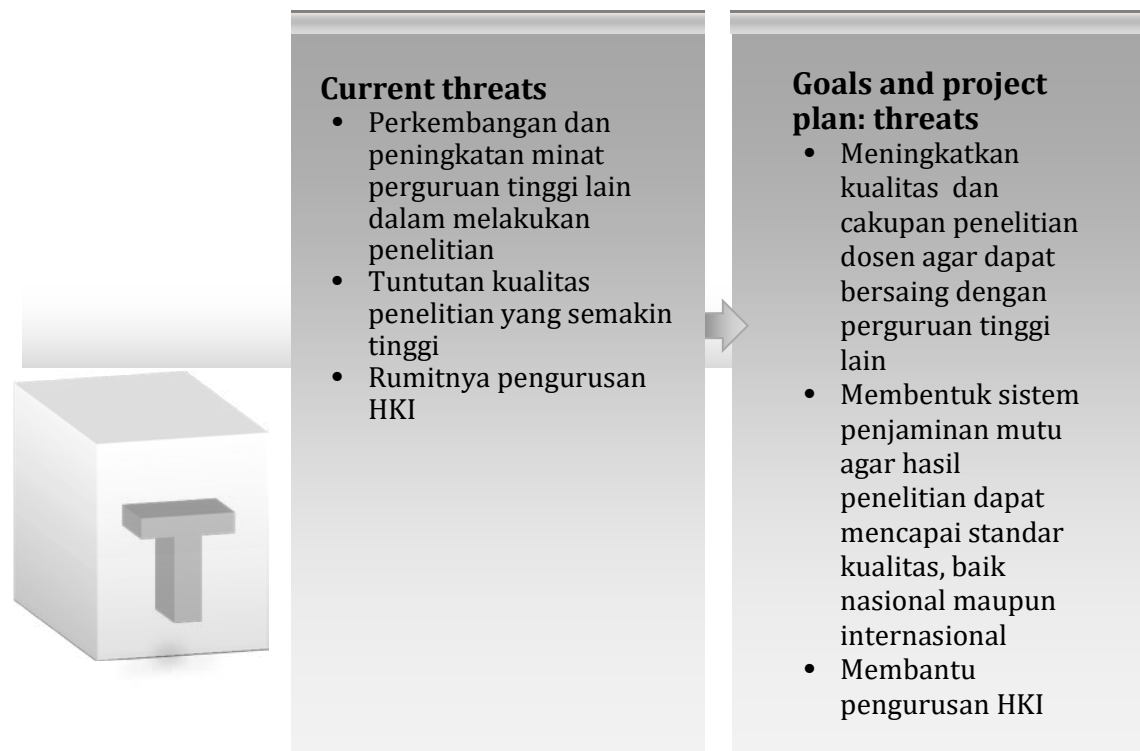 Current threats
• Perkembangan dan
peningkatan minat
perguruan tinggi lain
dalam melakukan
penelitian
• Tuntutan kualitas
penelitian yang semakin
tinggi
• Rumitnya pengurusan
HKI
Goals and project
plan: threats
• Meningkatkan
kualitas dan
cakupan penelitian
dosen agar dapat
bersaing dengan
perguruan tinggi
lain
• Membentuk sistem
penjaminan mutu
agar hasil
penelitian dapat
mencapai standar
kualitas, baik
nasional maupun
internasional
• Membantu
pengurusan HKI
T